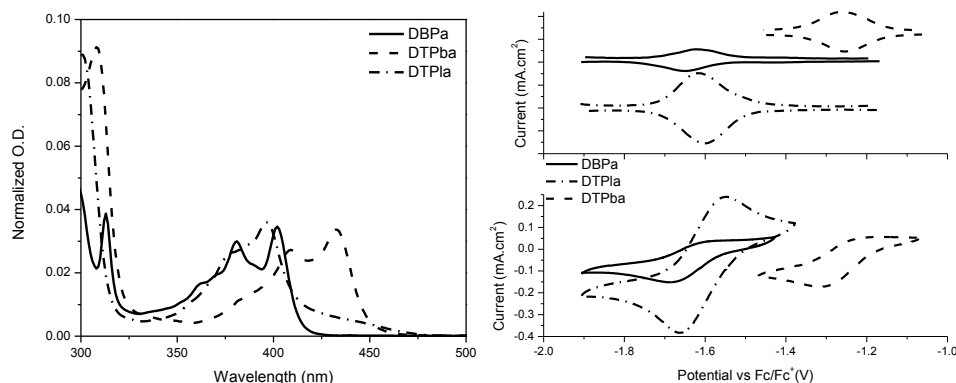 0.10
0.08
0.06
0.04
0.02
0.00
Normalized O.D.
DBPa
DTPba
DTPla
300
350
400
450
500
Wavelength (nm)
Current (mA.cm²)
DBPa
DTPla
DTPba
0.2
0.1
0.0
-0.1
-0.2
-0.3
-0.4
Current (mA.cm²)
-2.0
-1.8
-1.6
-1.4
-1.2
-1.0
Potential vs Fc/Fc⁺(V)